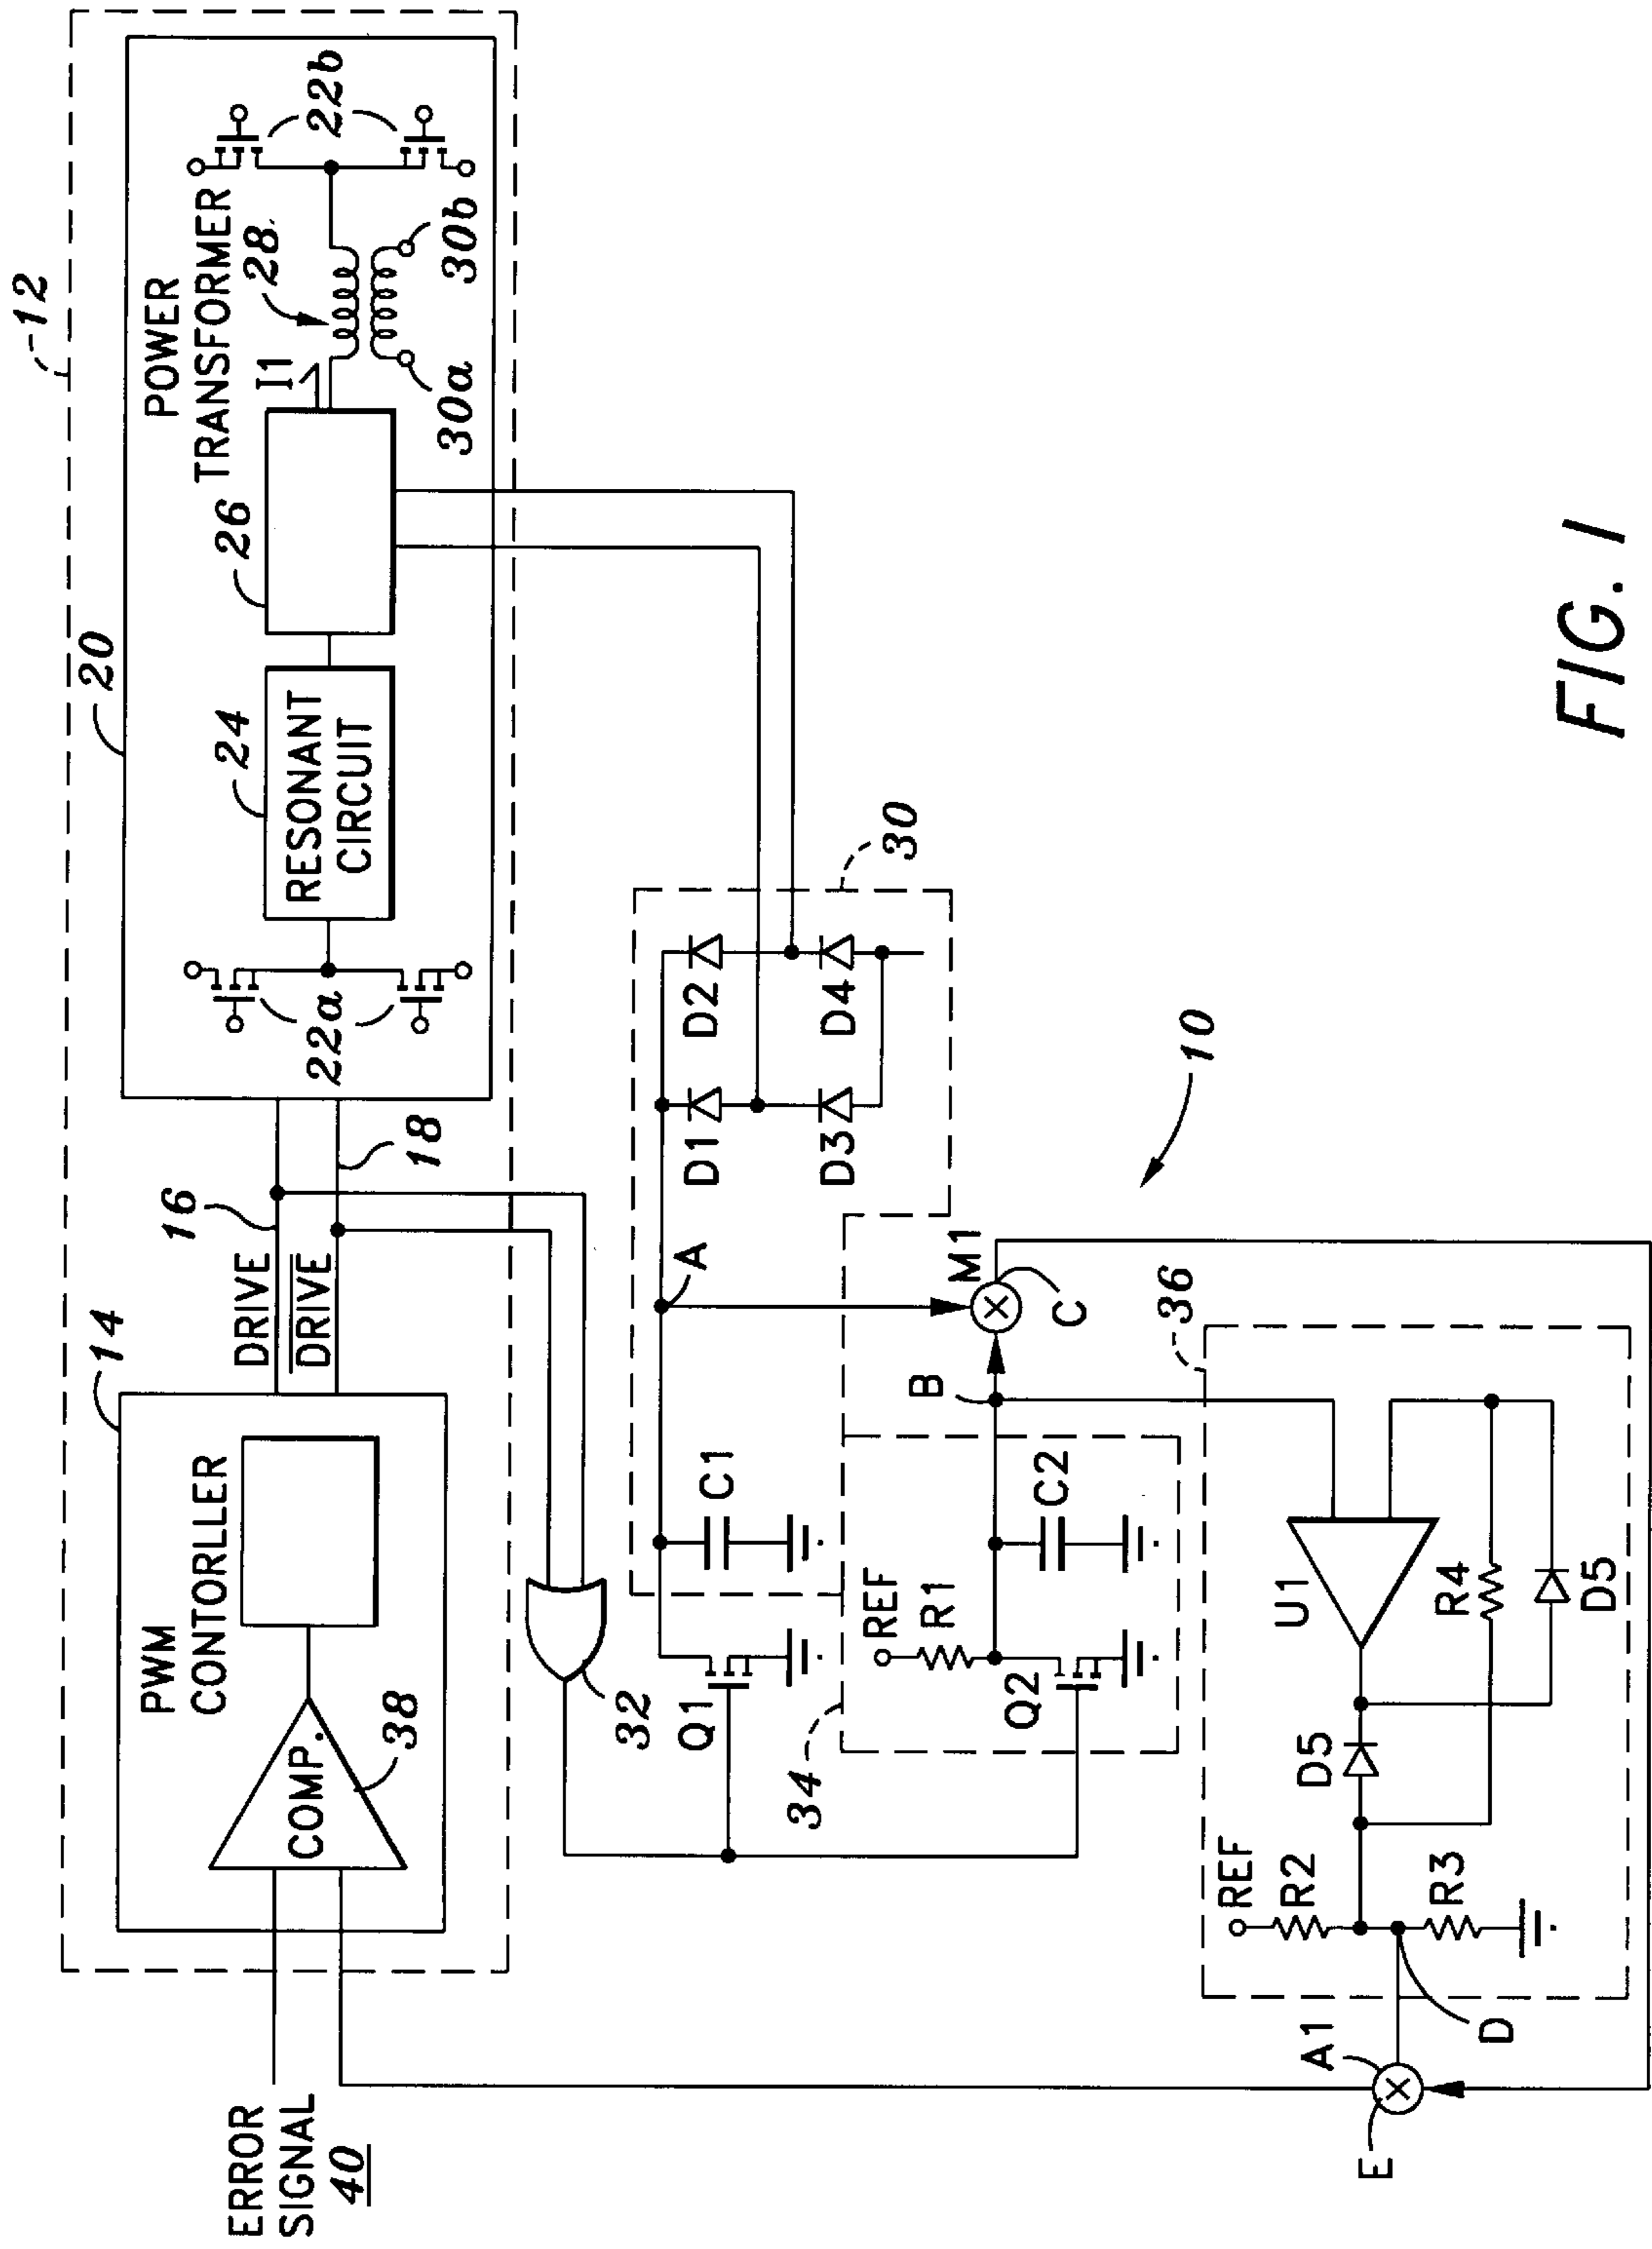 12
20
POWER
TRANSFORMER
28
22b
I1
30a
30b
26
24
RESONANT
CIRCUIT
22a
14
16
18
DRIVE
DRIVE
PWM
CONTORLLER
COMP.
38
ERROR
SIGNAL
40
32
30
D1
D2
D3
D4
A
C1
Q1
34
REF
R1
C2
Q2
B
M1
C
10
36
U1
R4
D5
D5
REF
R2
R3
D
A1
E
FIG. 1